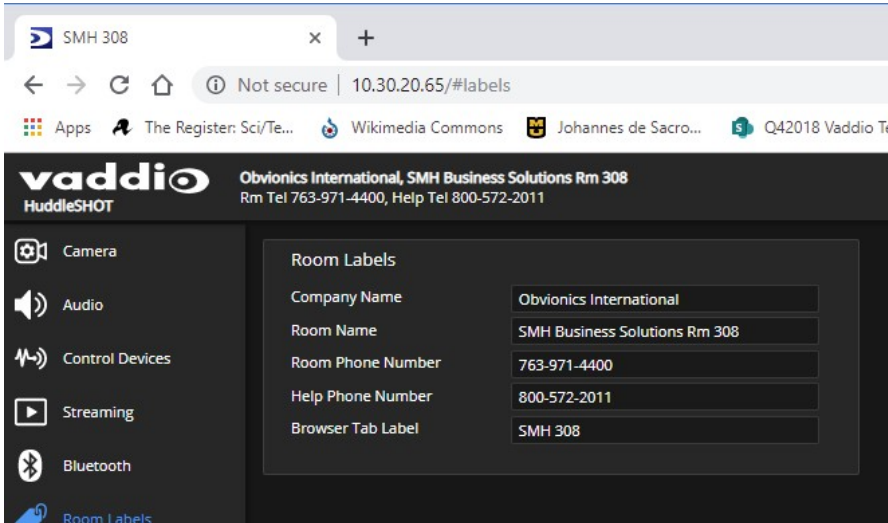 SMH 308
Not secure | 10.30.20.65/#labels
Apps The Register: Sci/Te... Wikimedia Commons Johannes de Sacro... Q42018 Vaddio Te
vaddio
HuddleSHOT
Obvionics International, SMH Business Solutions Rm 308
Rm Tel 763-971-4400, Help Tel 800-572-2011
Camera
Audio
Control Devices
Streaming
Bluetooth
Room Labels
Room Labels
Company Name Obvionics International
Room Name SMH Business Solutions Rm 308
Room Phone Number 763-971-4400
Help Phone Number 800-572-2011
Browser Tab Label SMH 308